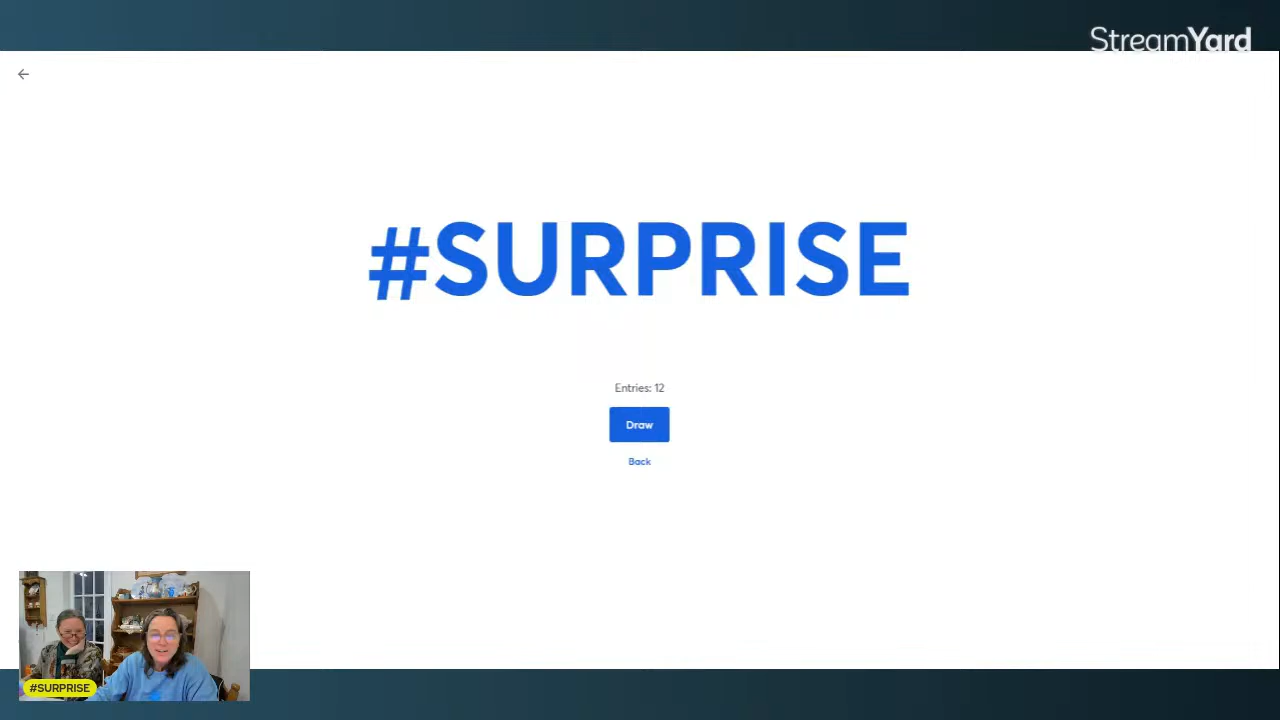 StreamYard
#SURPRISE
Entries: 12
Draw
Back
#SURPRISE